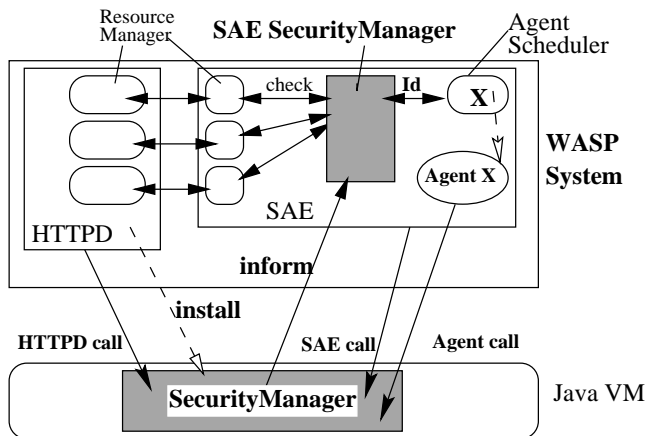 Resource
Manager
SAE SecurityManager
Agent
Scheduler
check
Id
X
WASP
System
Agent X
SAE
HTTPD
inform
install
HTTPD call
SAE call
Agent call
SecurityManager
Java VM